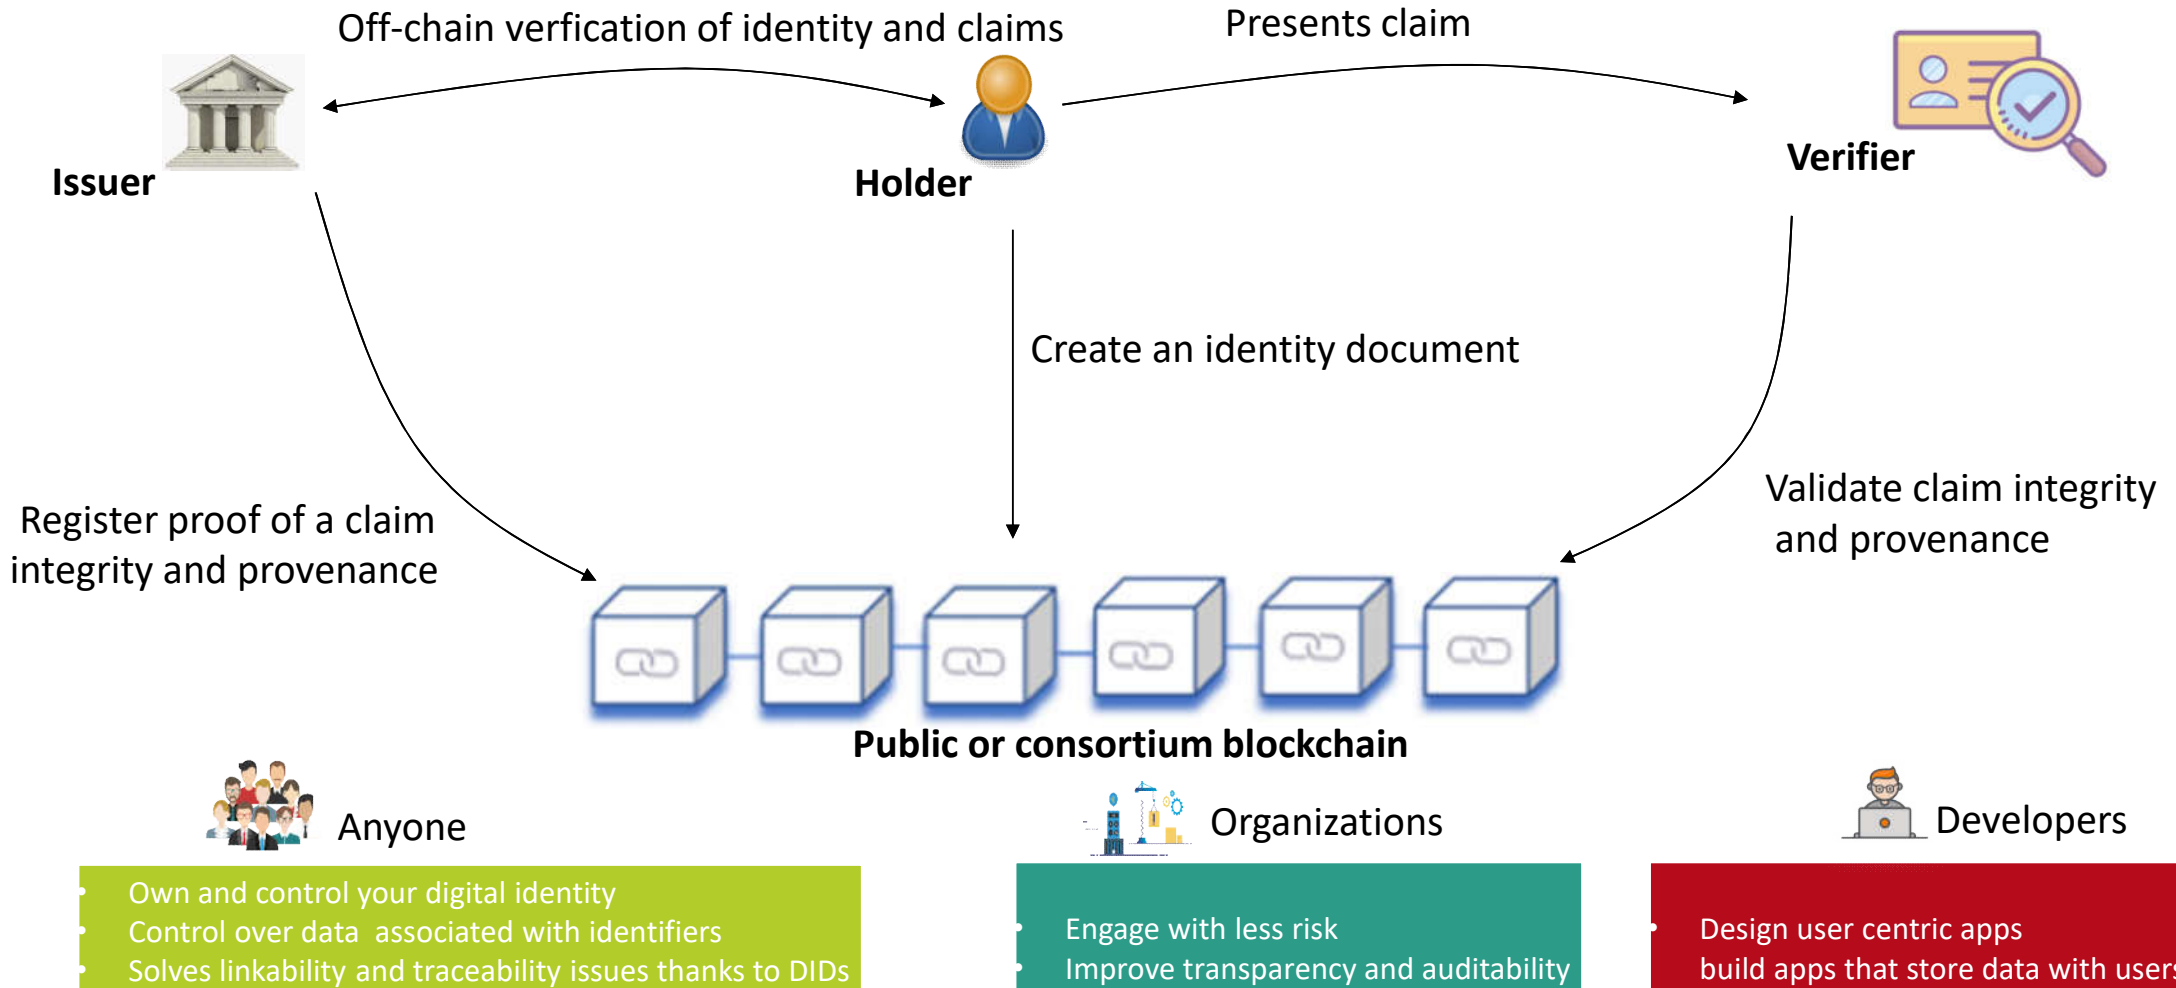 Off-chain verfication of identity and claims
Presents claim
Issuer
Holder
Verifier
Create an identity document
Register proof of a claim
integrity and provenance
Validate claim integrity
and provenance
Public or consortium blockchain
Anyone
Organizations
Developers
• Own and control your digital identity
• Control over data associated with identifiers
• Solves linkability and traceability issues thanks to DIDs
• Engage with less risk
• Improve transparency and auditability
• Design user centric apps
build apps that store data with users